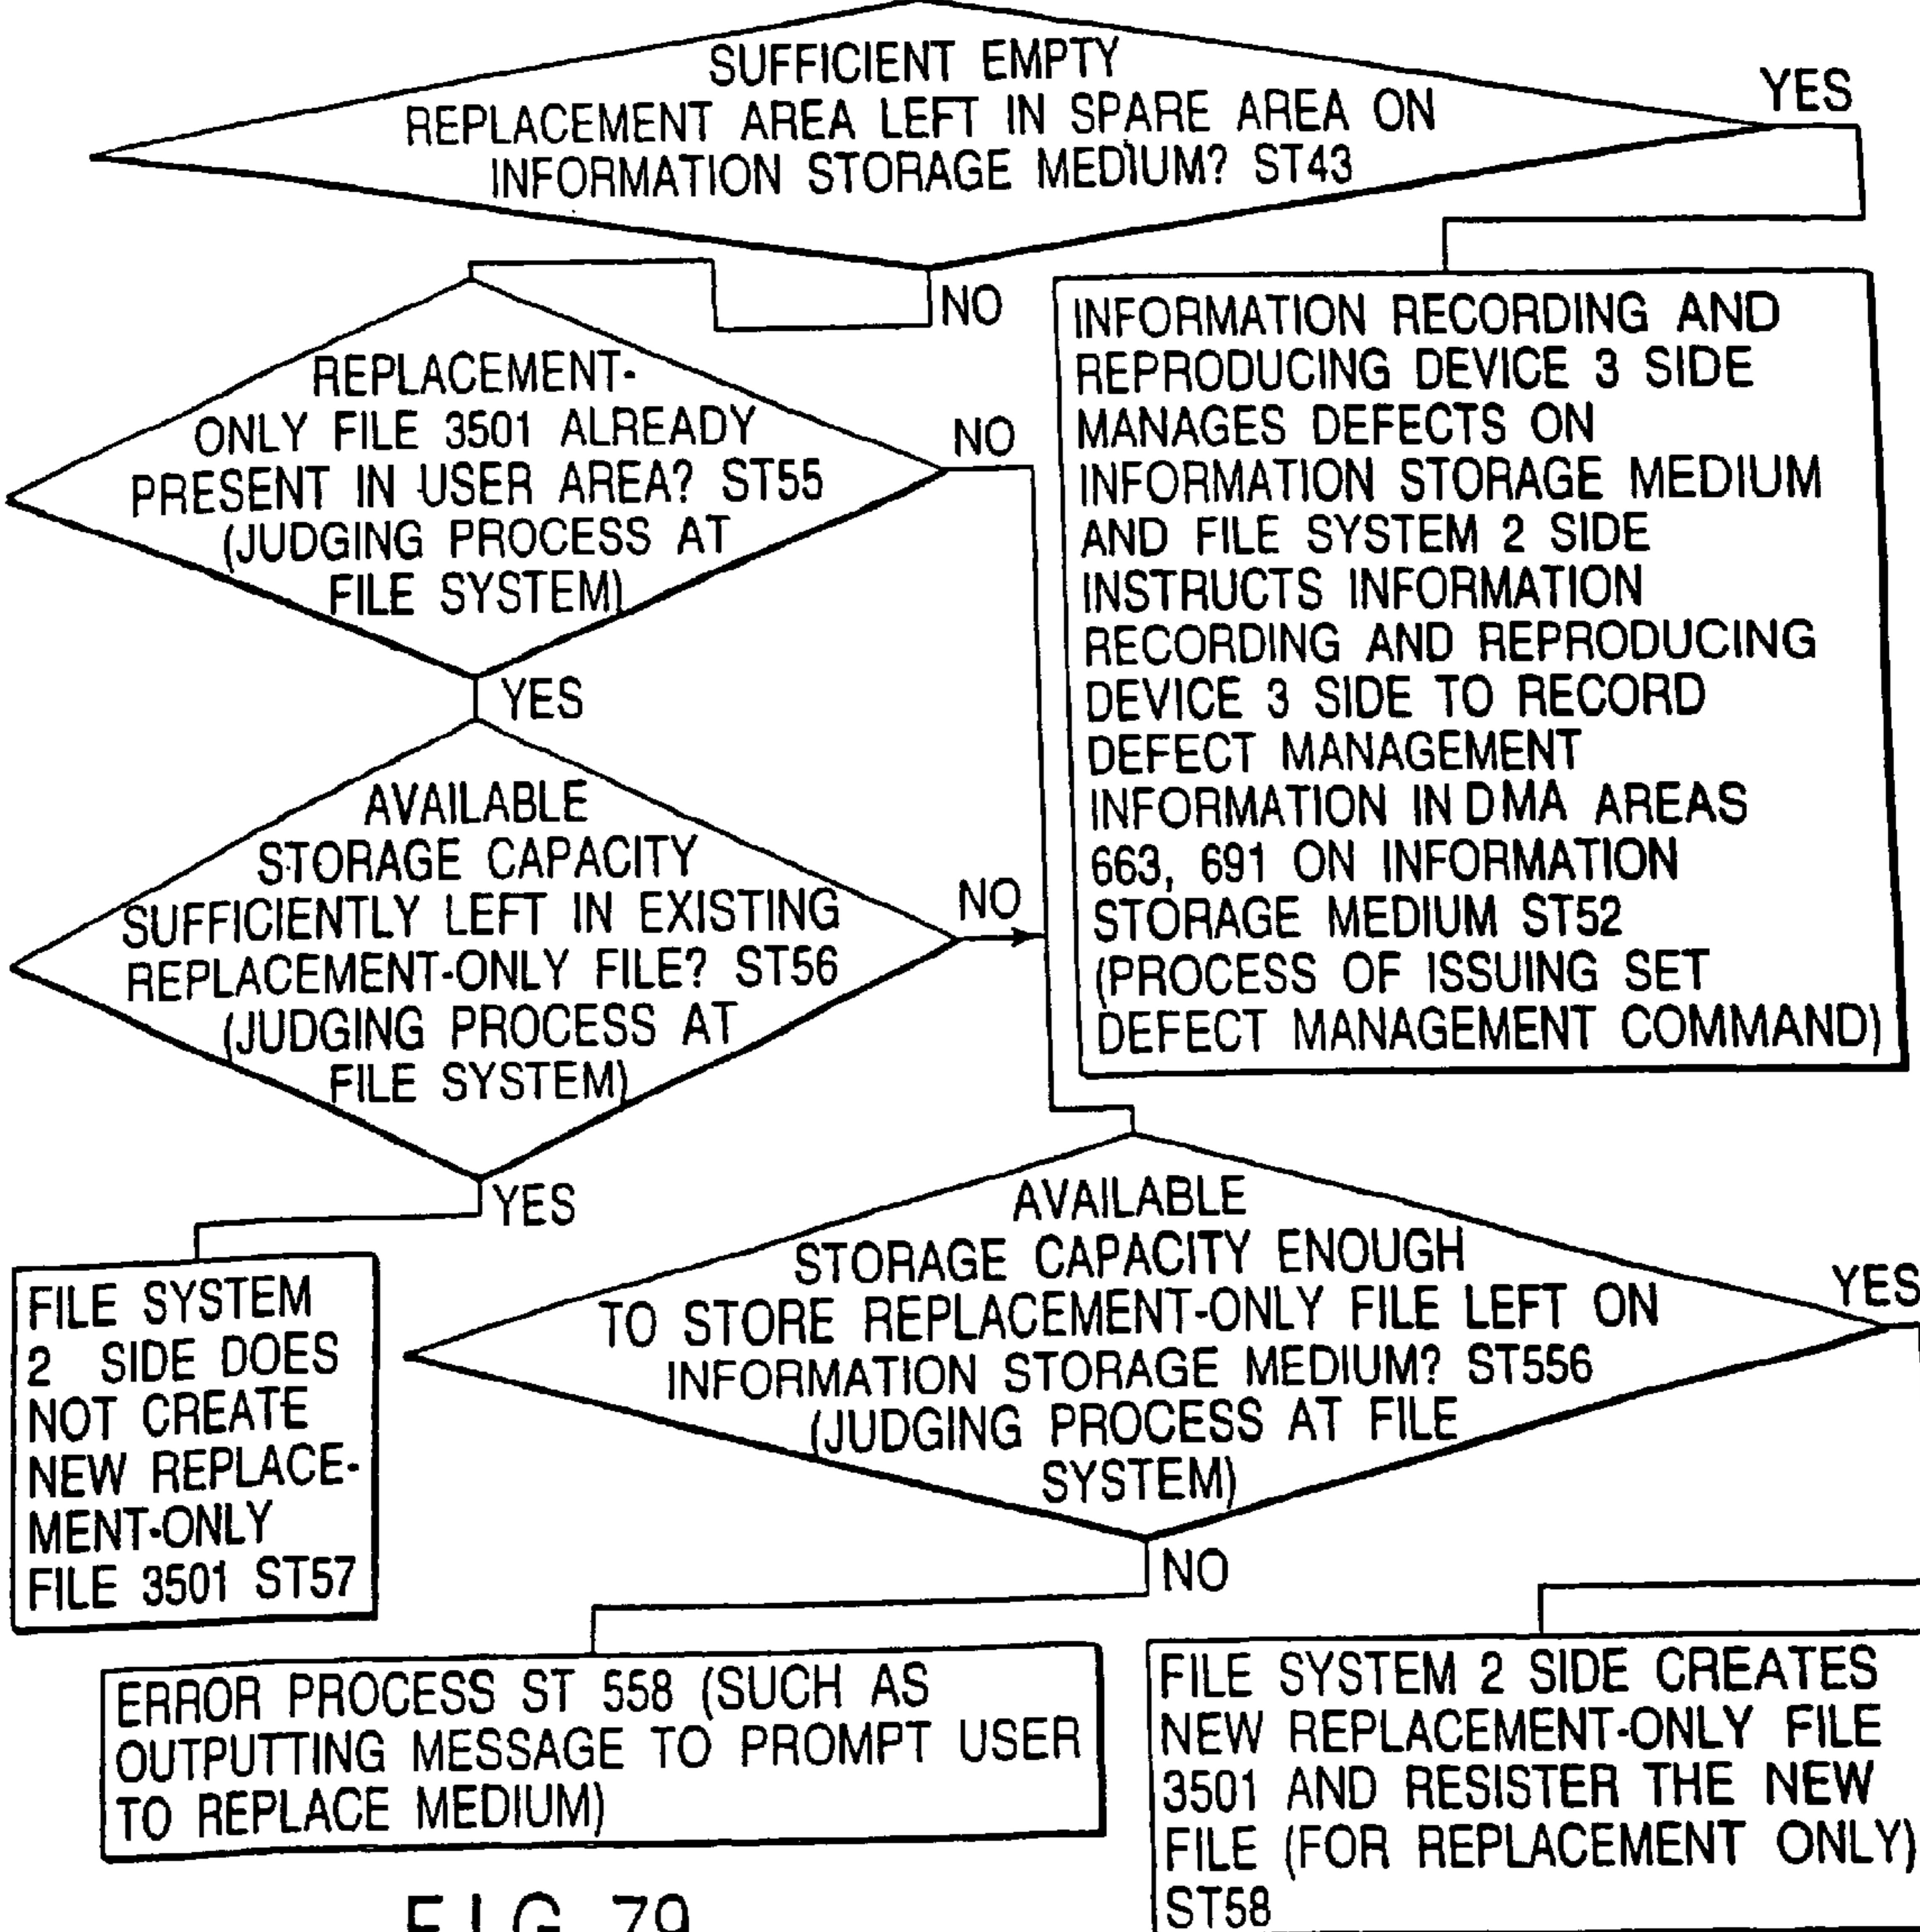 SUFFICIENT EMPTY
REPLACEMENT AREA LEFT IN SPARE AREA ON
INFORMATION STORAGE MEDIUM? ST43
YES
NO
REPLACEMENT-
ONLY FILE 3501 ALREADY
PRESENT IN USER AREA? ST55
(JUDGING PROCESS AT
FILE SYSTEM)
NO
YES
INFORMATION RECORDING AND
REPRODUCING DEVICE 3 SIDE
MANAGES DEFECTS ON
INFORMATION STORAGE MEDIUM
AND FILE SYSTEM 2 SIDE
INSTRUCTS INFORMATION
RECORDING AND REPRODUCING
DEVICE 3 SIDE TO RECORD
DEFECT MANAGEMENT
INFORMATION IN DMA AREAS
663, 691 ON INFORMATION
STORAGE MEDIUM ST52
(PROCESS OF ISSUING SET
DEFECT MANAGEMENT COMMAND)
AVAILABLE
STORAGE CAPACITY
SUFFICIENTLY LEFT IN EXISTING
REPLACEMENT-ONLY FILE? ST56
(JUDGING PROCESS AT
FILE SYSTEM)
NO
YES
FILE SYSTEM
2 SIDE DOES
NOT CREATE
NEW REPLACE-
MENT-ONLY
FILE 3501 ST57
AVAILABLE
STORAGE CAPACITY ENOUGH
TO STORE REPLACEMENT-ONLY FILE LEFT ON
INFORMATION STORAGE MEDIUM? ST556
(JUDGING PROCESS AT FILE
SYSTEM)
YES
NO
ERROR PROCESS ST 558 (SUCH AS
OUTPUTTING MESSAGE TO PROMPT USER
TO REPLACE MEDIUM)
FILE SYSTEM 2 SIDE CREATES
NEW REPLACEMENT-ONLY FILE
3501 AND RESISTER THE NEW
FILE (FOR REPLACEMENT ONLY)
ST58
FIG. 79